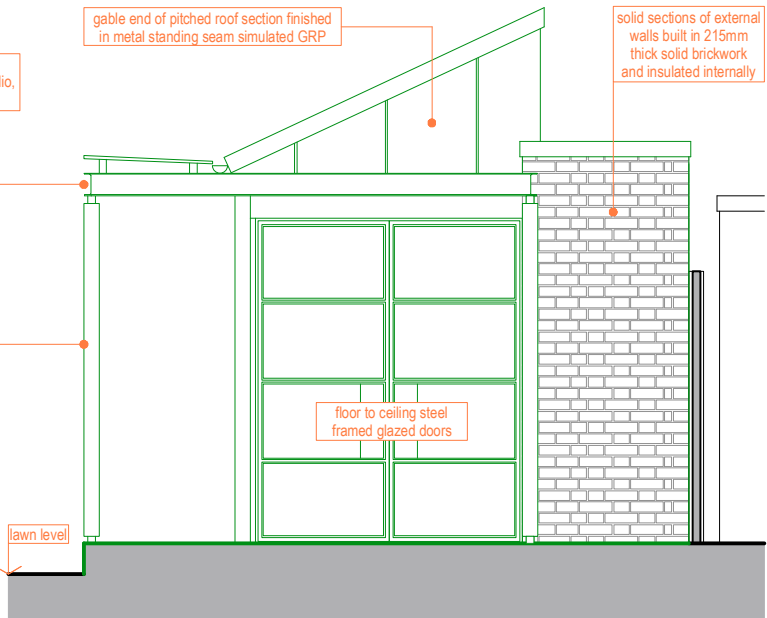 gable end of pitched roof section finished
in metal standing seam simulated GRP
solid sections of external
walls built in 215mm
thick solid brickwork
and insulated internally
floor to ceiling steel
framed glazed doors
lawn level